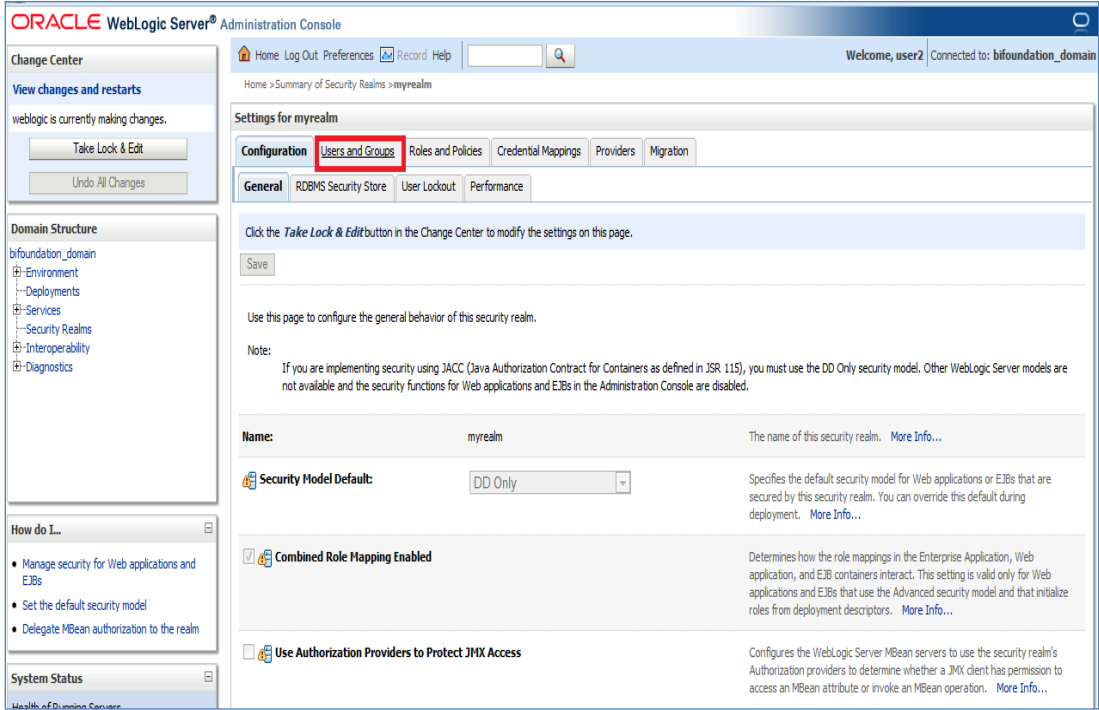 ORACLE WebLogic Server® Administration Console
Change Center
View changes and restarts
weblogic is currently making changes.
Take Lock & Edit
Undo All Changes
Domain Structure
bifoundation_domain
Environment
Deployments
Services
Security Realms
Interoperability
Diagnostics
How do I...
Manage security for Web applications and
EJBs
Set the default security model
Delegate MBean authorization to the realm
System Status
Health of Running Servers
Home Log Out Preferences Record Help
Welcome, user2 Connected to: bifoundation_domain
Home >Summary of Security Realms >myrealm
Settings for myrealm
Configuration Users and Groups Roles and Policies Credential Mappings Providers Migration
General RDBMS Security Store User Lockout Performance
Click the Take Lock & Edit button in the Change Center to modify the settings on this page.
Save
Use this page to configure the general behavior of this security realm.
Note:
If you are implementing security using JACC (Java Authorization Contract for Containers as defined in JSR 115), you must use the DD Only security model. Other WebLogic Server models are
not available and the security functions for Web applications and EJBs in the Administration Console are disabled.
Name: myrealm The name of this security realm. More Info...
Security Model Default: DD Only Specifies the default security model for Web applications or EJBs that are
secured by this security realm. You can override this default during
deployment. More Info...
Combined Role Mapping Enabled Determines how the role mappings in the Enterprise Application, Web
application, and EJB containers interact. This setting is valid only for Web
applications and EJBs that use the Advanced security model and that initialize
roles from deployment descriptors. More Info...
Use Authorization Providers to Protect JMX Access Configures the WebLogic Server MBean servers to use the security realm's
Authorization providers to determine whether a JMX client has permission to
access an MBean attribute or invoke an MBean operation. More Info...